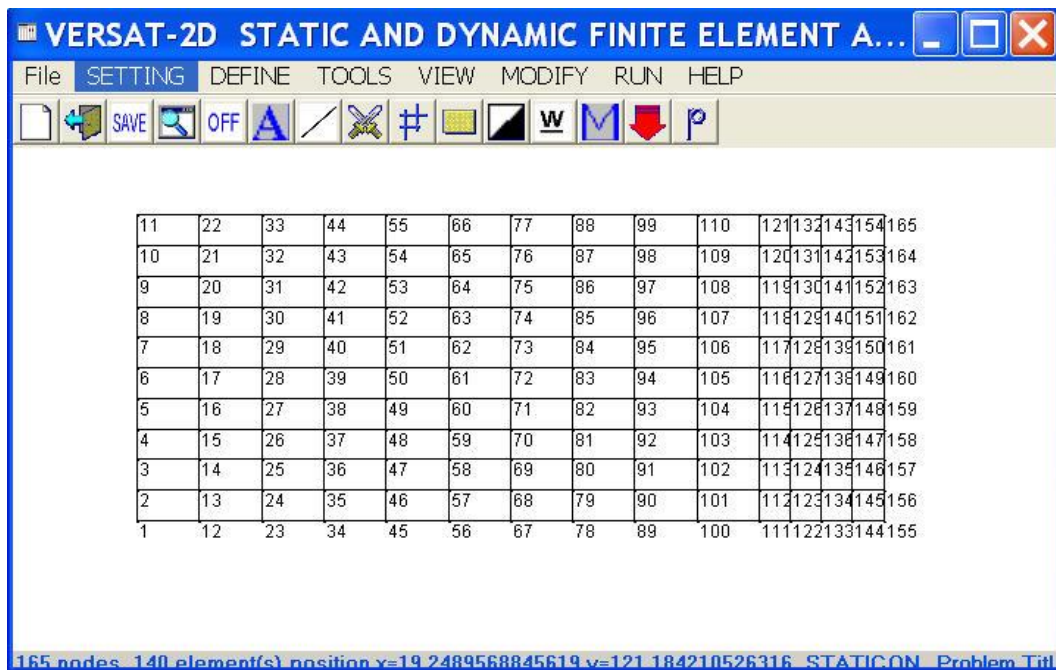 VERSAT-2D STATIC AND DYNAMIC FINITE ELEMENT A...
File SETTING DEFINE TOOLS VIEW MODIFY RUN HELP
SAVE OFF A W M P
11 22 33 44 55 66 77 88 99 110 121 132 143 154 165
10 21 32 43 54 65 76 87 98 109 120 131 142 153 164
9 20 31 42 53 64 75 86 97 108 119 130 141 152 163
8 19 30 41 52 63 74 85 96 107 118 129 140 151 162
7 18 29 40 51 62 73 84 95 106 117 128 139 150 161
6 17 28 39 50 61 72 83 94 105 116 127 138 149 160
5 16 27 38 49 60 71 82 93 104 115 126 137 148 159
4 15 26 37 48 59 70 81 92 103 114 125 136 147 158
3 14 25 36 47 58 69 80 91 102 113 124 135 146 157
2 13 24 35 46 57 68 79 90 101 112 123 134 145 156
1 12 23 34 45 56 67 78 89 100 111 122 133 144 155
165 nodes 140 element(s) position x=19.2489568845619 y=121.184210526316 STATICON Problem Titl